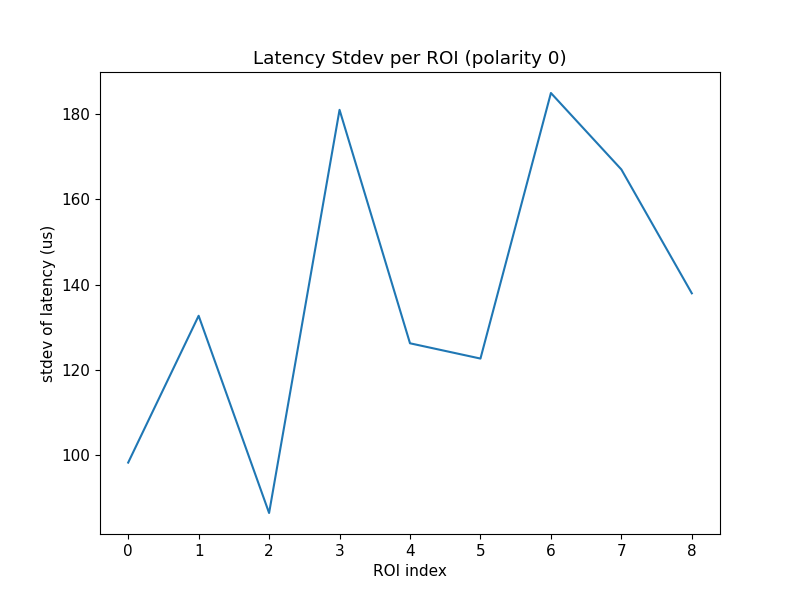 Latency Stdev per ROI (polarity 0)
180
160
140
120
100
stdev of latency (us)
0 1 2 3 4 5 6 7 8
ROI index